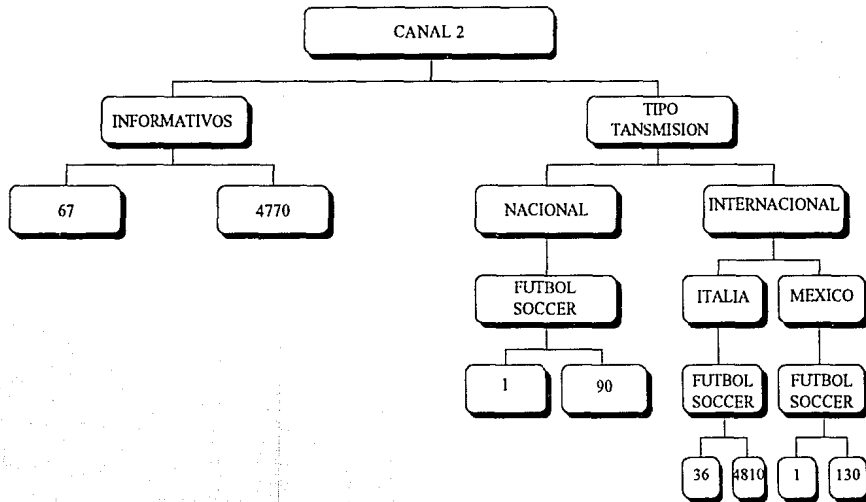 CANAL 2
INFORMATIVOS
TIPO
TANSMISION
67
4770
NACIONAL
INTERNACIONAL
FUTBOL
SOCCER
ITALIA
MEXICO
1
90
FUTBOL
SOCCER
FUTBOL
SOCCER
36
4810
1
130